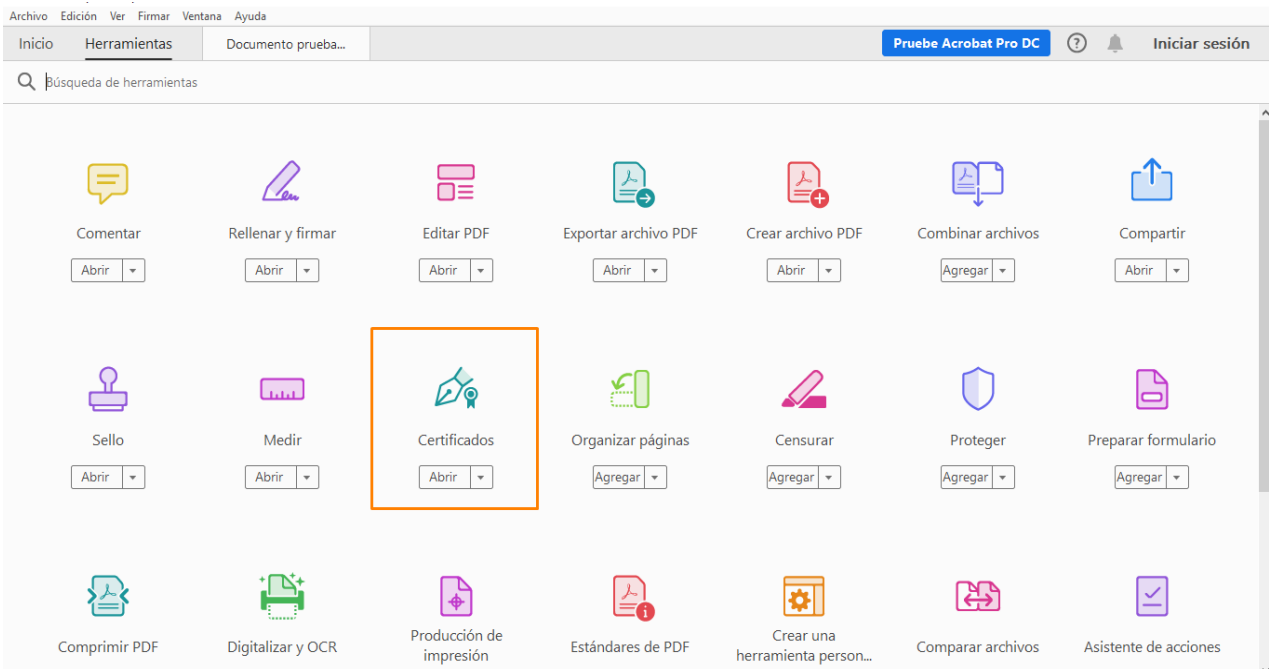 Archivo Edición Ver Firmar Ventana Ayuda
Inicio Herramientas Documento prueba... Pruebe Acrobat Pro DC ? Iniciar sesión
Búsqueda de herramientas
Comentar Rellenar y firmar Editar PDF Exportar archivo PDF Crear archivo PDF Combinar archivos Compartir
Abrir Abrir Abrir Abrir Abrir Agregar Abrir
Sello Medir Certificados Organizar páginas Censurar Proteger Preparar formulario
Abrir Abrir Abrir Agregar Agregar Agregar Agregar
Comprimir PDF Digitalizar y OCR Producción de impresión Estándares de PDF Crear una herramienta person... Comparar archivos Asistente de acciones